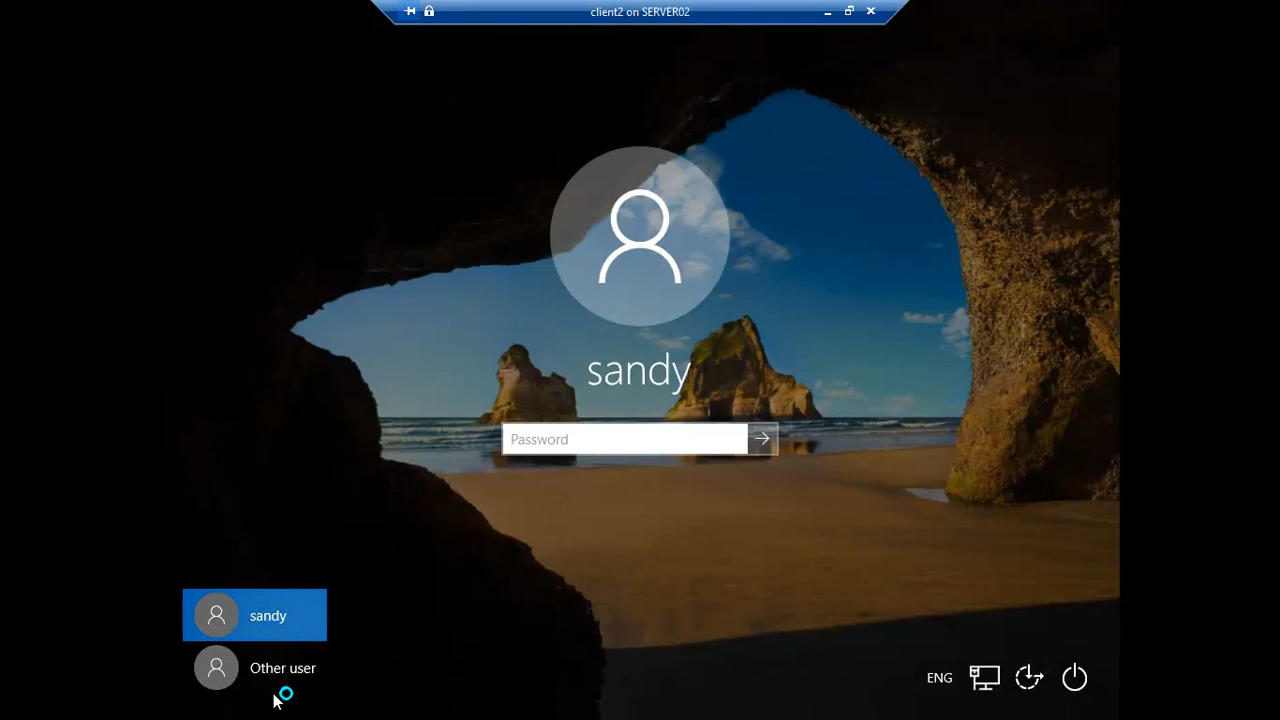 client2 on SERVER02
sandy
Password
sandy
Other user
ENG